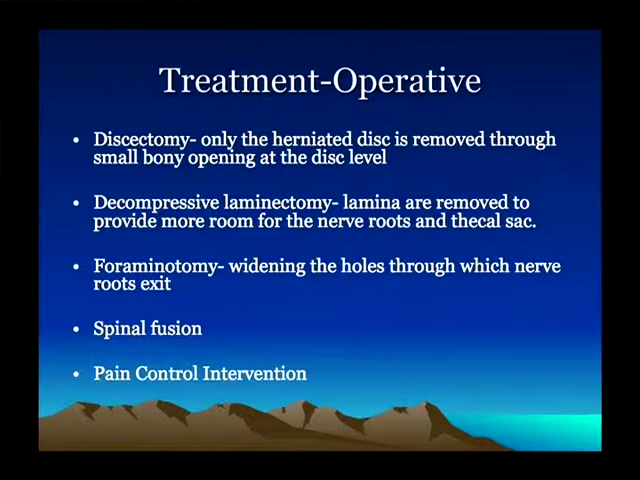 Treatment-Operative
• Discectomy- only the herniated disc is removed through
small bony opening at the disc level
• Decompressive laminectomy- lamina are removed to
provide more room for the nerve roots and thecal sac.
• Foraminotomy- widening the holes through which nerve
roots exit
• Spinal fusion
• Pain Control Intervention